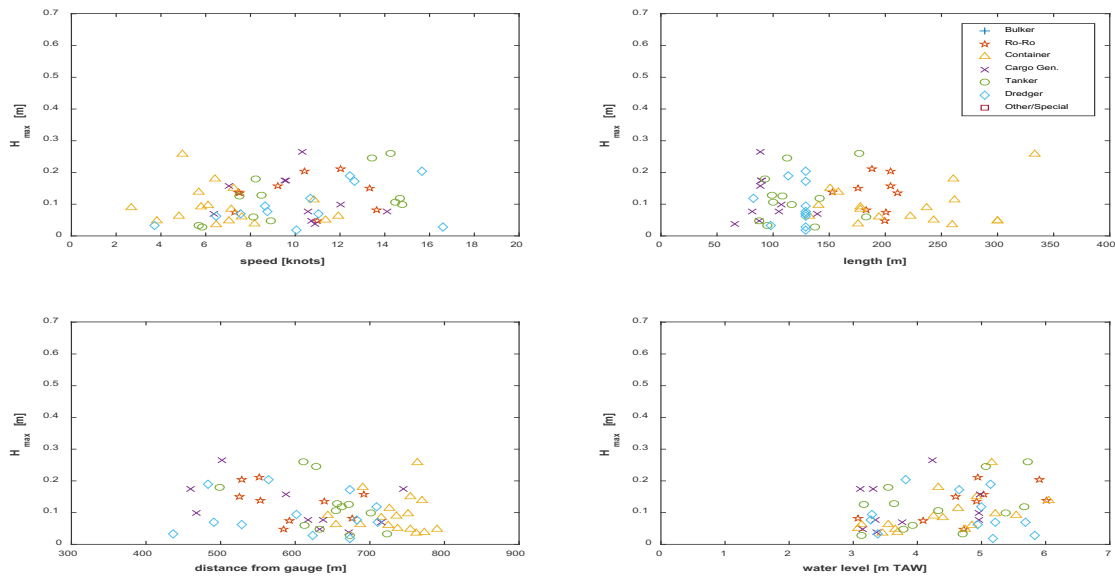 0.7
0.6
0.5
0.4
0.3
0.2
0.1
0
H max [m]
0 2 4 6 8 10 12 14 16 18 20
speed [knots]
0.7
0.6
0.5
0.4
0.3
0.2
0.1
0
H max [m]
0 50 100 150 200 250 300 350 400
length [m]
Bulker
Ro-Ro
Container
Cargo Gen.
Tanker
Dredger
Other/Special
0.7
0.6
0.5
0.4
0.3
0.2
0.1
0
H max [m]
300 400 500 600 700 800 900
distance from gauge [m]
0.7
0.6
0.5
0.4
0.3
0.2
0.1
0
H max [m]
0 1 2 3 4 5 6 7
water level [m TAW]